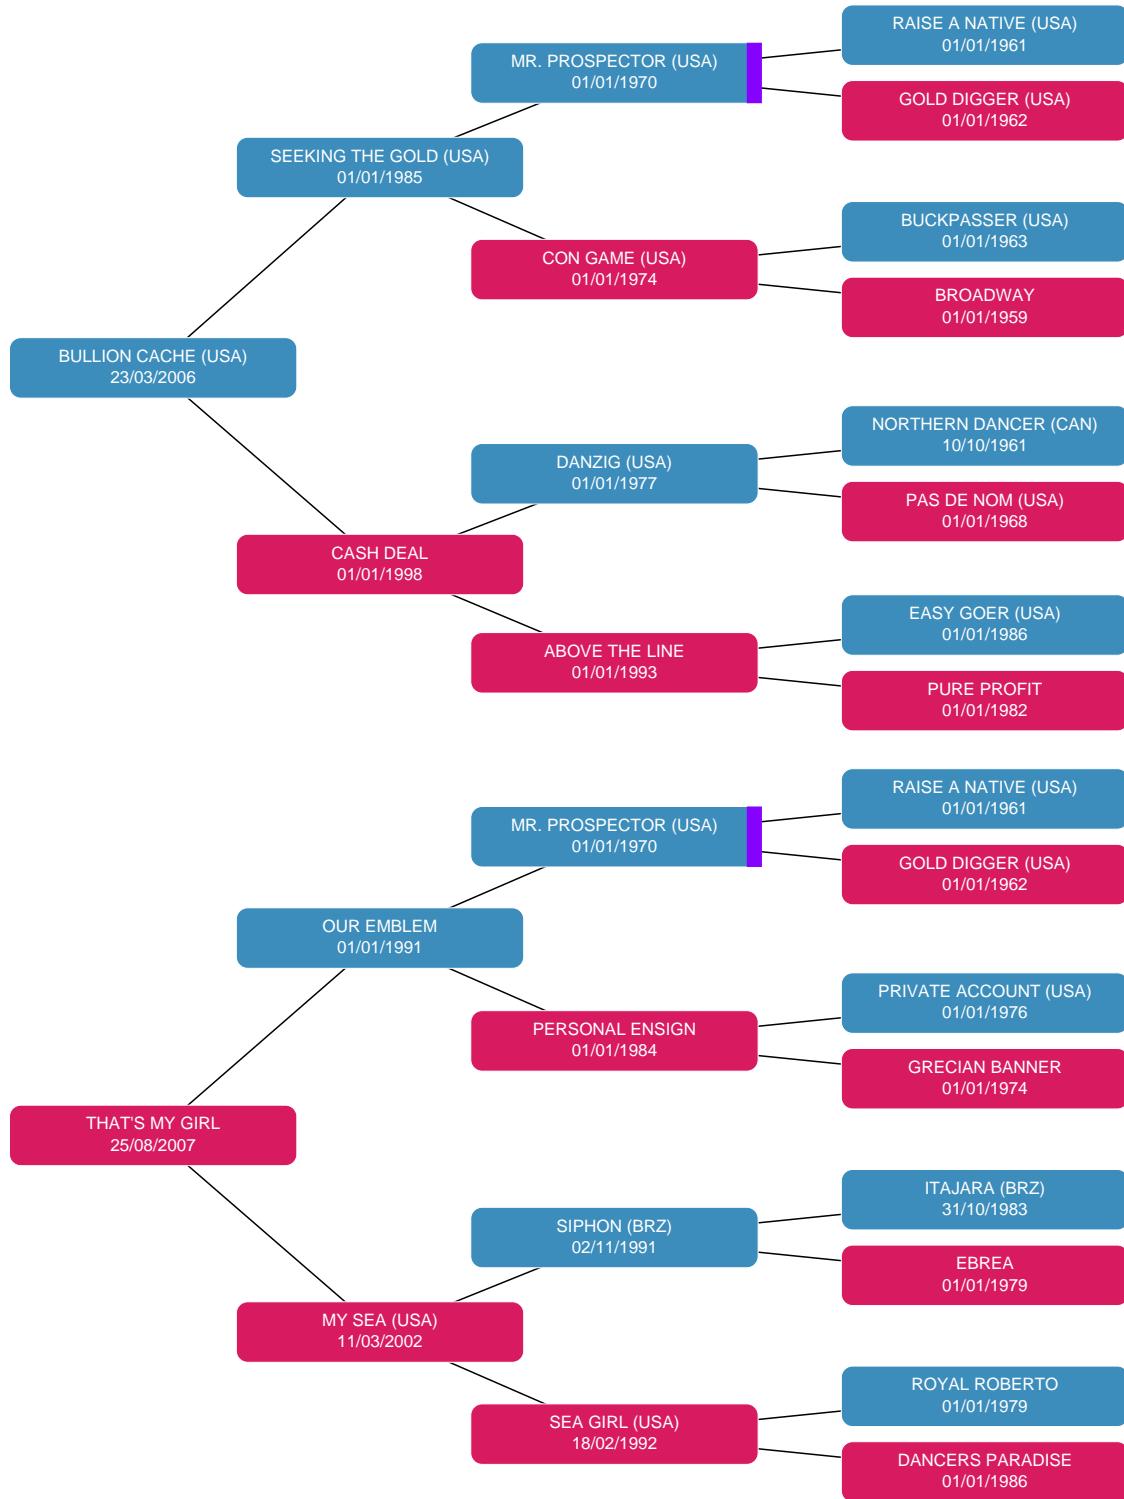 RAISE A NATIVE (USA)
01/01/1961
MR. PROSPECTOR (USA)
01/01/1970
GOLD DIGGER (USA)
01/01/1962
SEEKING THE GOLD (USA)
01/01/1985
BUCKPASSER (USA)
01/01/1963
CON GAME (USA)
01/01/1974
BROADWAY
01/01/1959
BULLION CACHE (USA)
23/03/2006
NORTHERN DANCER (CAN)
10/10/1961
DANZIG (USA)
01/01/1977
PAS DE NOM (USA)
01/01/1968
CASH DEAL
01/01/1998
EASY GOER (USA)
01/01/1986
ABOVE THE LINE
01/01/1993
PURE PROFIT
01/01/1982
RAISE A NATIVE (USA)
01/01/1961
MR. PROSPECTOR (USA)
01/01/1970
GOLD DIGGER (USA)
01/01/1962
OUR EMBLEM
01/01/1991
PRIVATE ACCOUNT (USA)
01/01/1976
PERSONAL ENSIGN
01/01/1984
GRECIAN BANNER
01/01/1974
THAT'S MY GIRL
25/08/2007
ITAJARA (BRZ)
31/10/1983
SIPHON (BRZ)
02/11/1991
EBREA
01/01/1979
MY SEA (USA)
11/03/2002
ROYAL ROBERTO
01/01/1979
SEA GIRL (USA)
18/02/1992
DANCERS PARADISE
01/01/1986